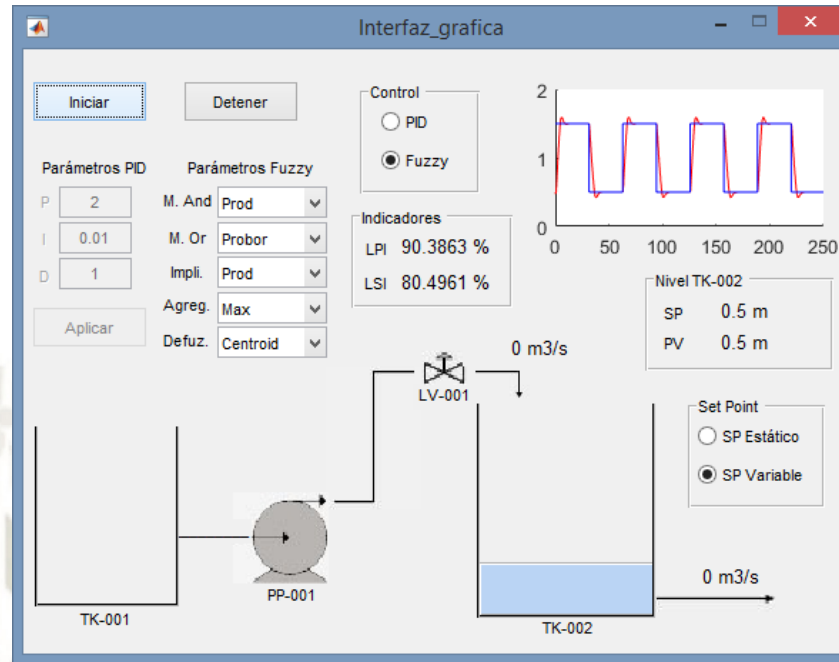 Interfaz_grafica
Iniciar
Detener
Control
PID
Fuzzy
2
1
0
0 50 100 150 200 250
Parámetros PID
P 2
I 0.01
D 1
Aplicar
Parámetros Fuzzy
M. And Prod
M. Or Probor
Impli. Prod
Agreg. Max
Defuz. Centroid
Indicadores
LPI 90.3863 %
LSI 80.4961 %
Nivel TK-002
SP 0.5 m
PV 0.5 m
0 m3/s
LV-001
Set Point
SP Estático
SP Variable
TK-001
PP-001
0 m3/s
TK-002